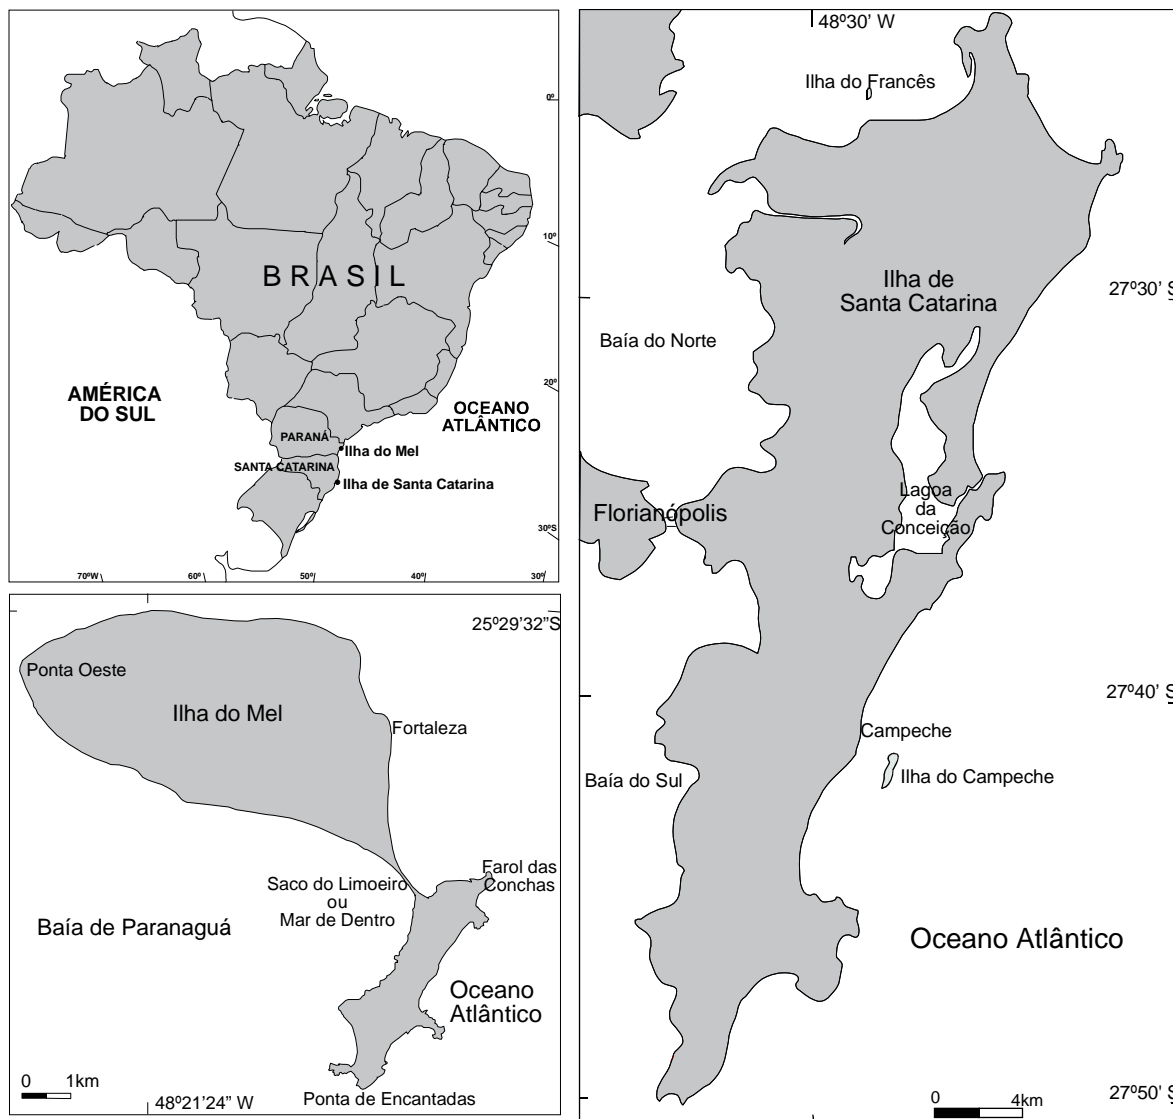 0º
10º
BRASIL
20º
AMÉRICA
DO SUL
OCEANO
ATLÂNTICO
PARANÁ
Ilha do Mel
SANTA CATARINA
Ilha de Santa Catarina
30ºS
70ºW
60º
50º
40º
30º
25º29'32"S
Ponta Oeste
Ilha do Mel
Fortaleza
Farol das
Conchas
Saco do Limoeiro
ou
Mar de Dentro
Baía de Paranaguá
Oceano
Atlântico
0 1km
48º21'24" W
Ponta de Encantadas
48º30' W
Ilha do Francês
Ilha de
Santa Catarina
27º30' S
Baía do Norte
Lagoa
da
Conceição
Florianópolis
27º40' S
Campeche
Ilha do Campeche
Baía do Sul
Oceano Atlântico
0 4km
27º50' S